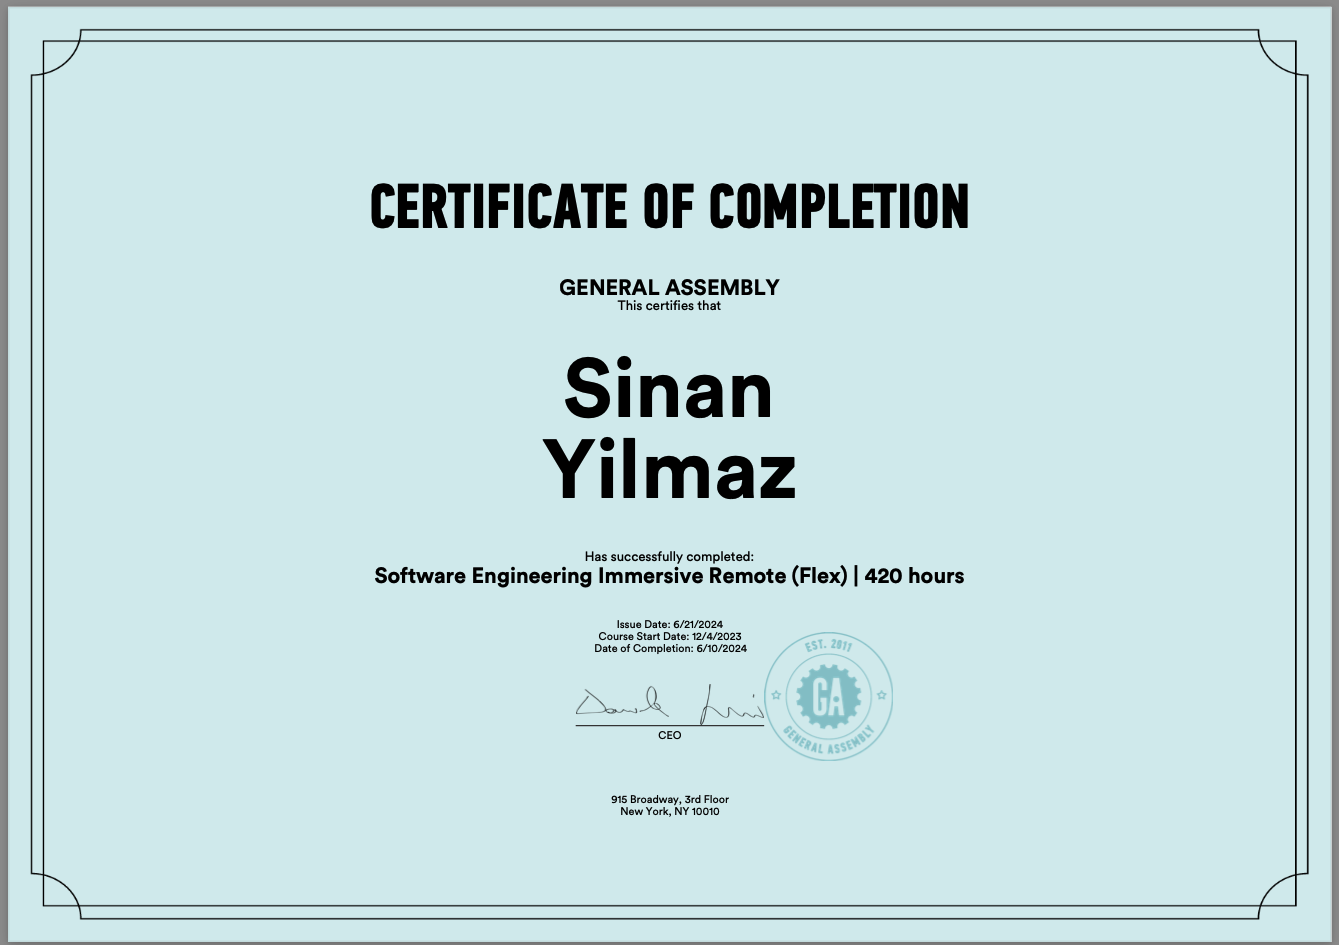 CERTIFICATE OF COMPLETION
GENERAL ASSEMBLY
This certifies that
Sinan
Yilmaz
Has successfully completed:
Software Engineering Immersive Remote (Flex) | 420 hours
Issue Date: 6/21/2024
Course Start Date: 12/4/2023
Date of Completion: 6/10/2024
EST. 2011
GA
GENERAL ASSEMBLY
CEO
915 Broadway, 3rd Floor
New York, NY 10010